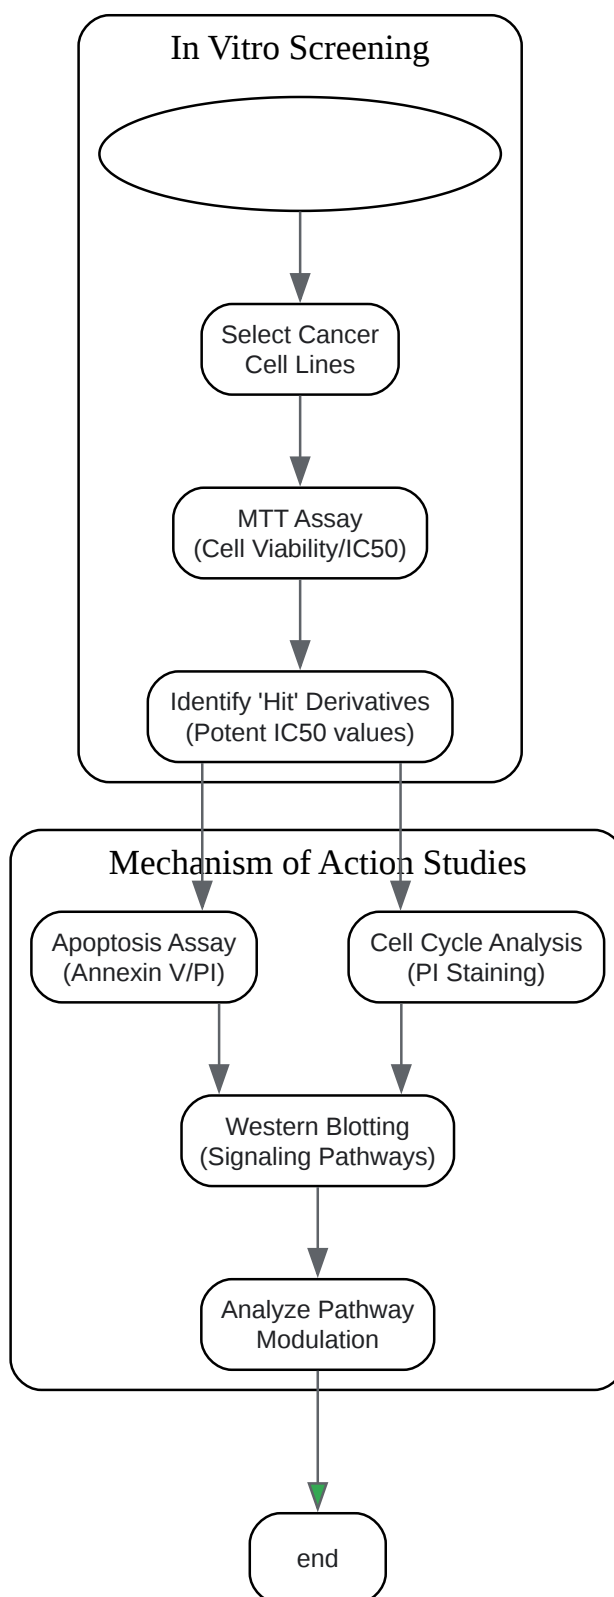 In Vitro Screening
Select Cancer
Cell Lines
MTT Assay
(Cell Viability/IC50)
Identify 'Hit' Derivatives
(Potent IC50 values)
Mechanism of Action Studies
Apoptosis Assay
(Annexin V/PI)
Cell Cycle Analysis
(PI Staining)
Western Blotting
(Signaling Pathways)
Analyze Pathway
Modulation
end